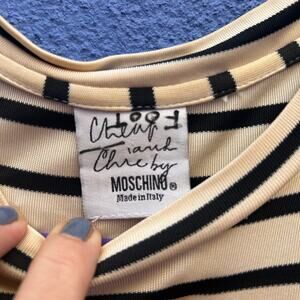 Cheap
and
Chic by
MOSCHINO®
Made in Italy